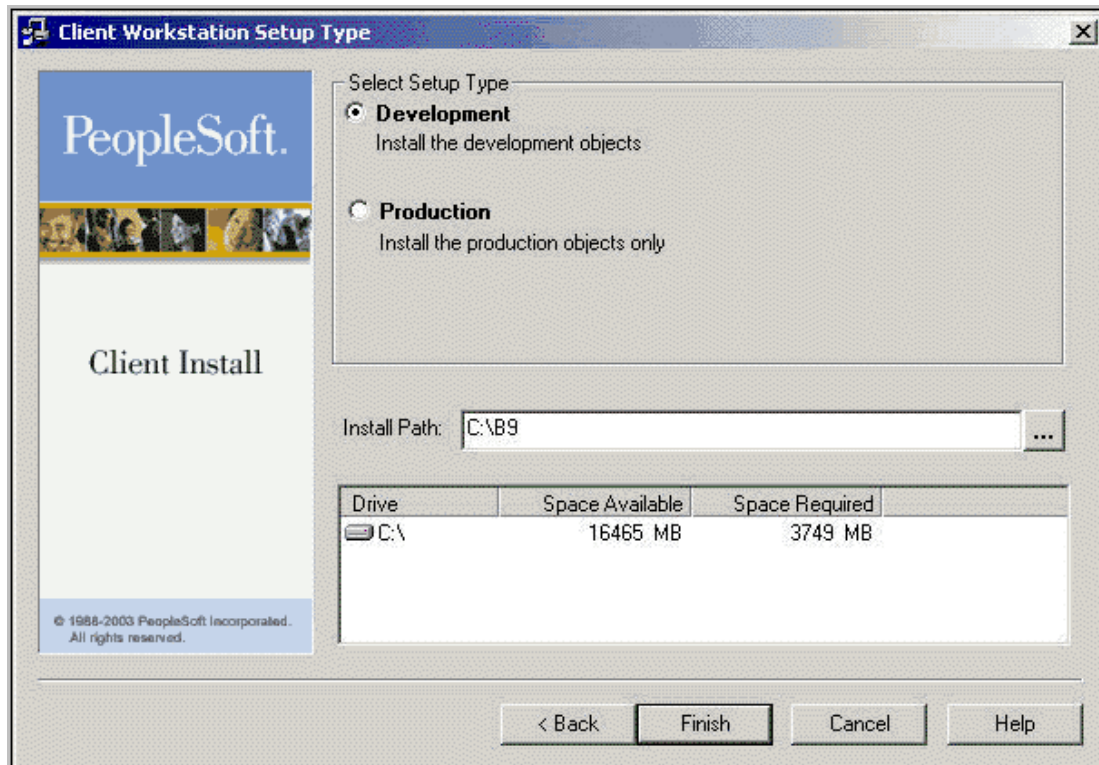 Client Workstation Setup Type
PeopleSoft.
Client Install
© 1988-2003 PeopleSoft Incorporated.
All rights reserved.
Select Setup Type
Development
Install the development objects
Production
Install the production objects only
Install Path: C:\B9 ...
Drive Space Available Space Required
C:\ 16465 MB 3749 MB
< Back Finish Cancel Help